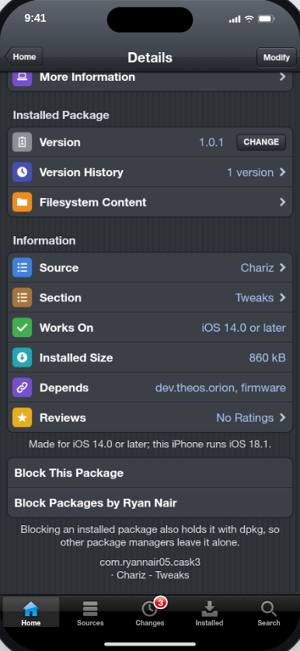 9:41
Home
Details
Modify
More Information
Installed Package
Version 1.0.1 CHANGE
Version History 1 version
Filesystem Content
Information
Source Chariz
Section Tweaks
Works On iOS 14.0 or later
Installed Size 860 kB
Depends dev.theos.orion, firmware
Reviews No Ratings
Made for iOS 14.0 or later; this iPhone runs iOS 18.1.
Block This Package
Block Packages by Ryan Nair
Blocking an installed package also holds it with dpkg, so
other package managers leave it alone.
com.ryannair05.cask3
· Chariz - Tweaks
3
Home Sources Changes Installed Search